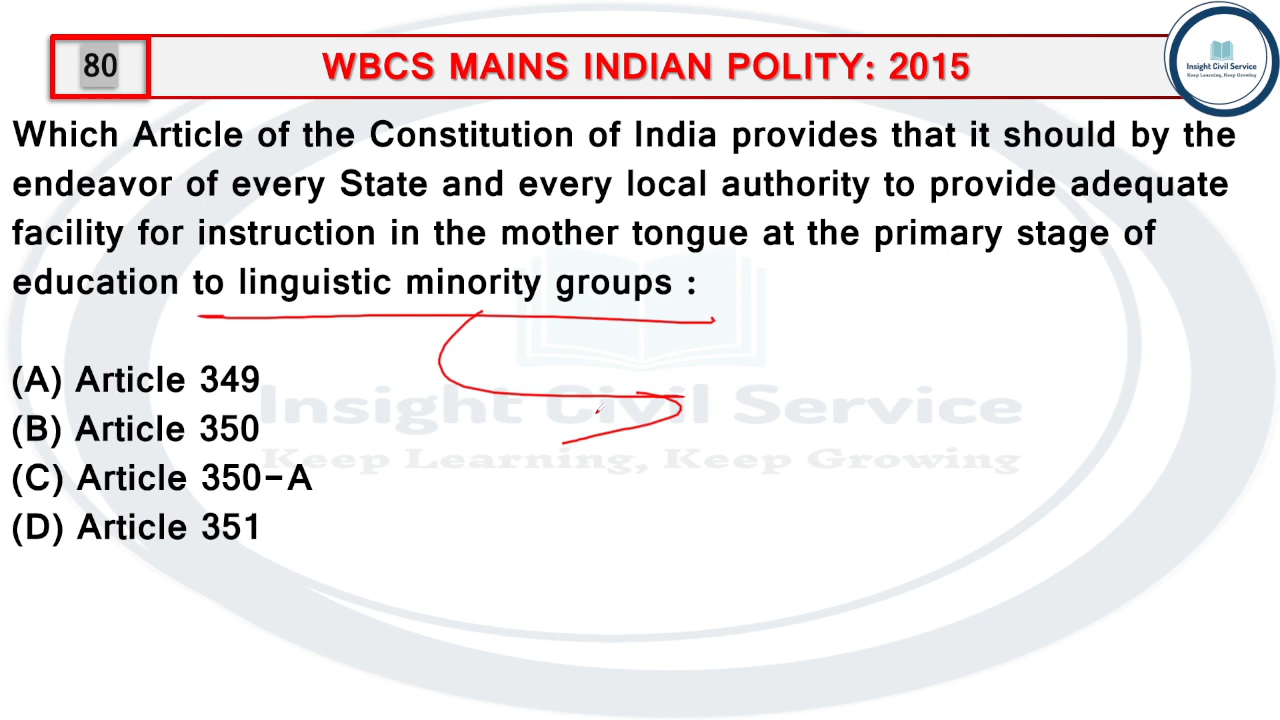 80
WBCS MAINS INDIAN POLITY: 2015
Insight Civil Service
Keep Learning, Keep Growing
Which Article of the Constitution of India provides that it should by the
endeavor of every State and every local authority to provide adequate
facility for instruction in the mother tongue at the primary stage of
education to linguistic minority groups :
(A) Article 349
(B) Article 350
(C) Article 350-A
(D) Article 351
Insight Civil Service
Keep Learning, Keep Growing